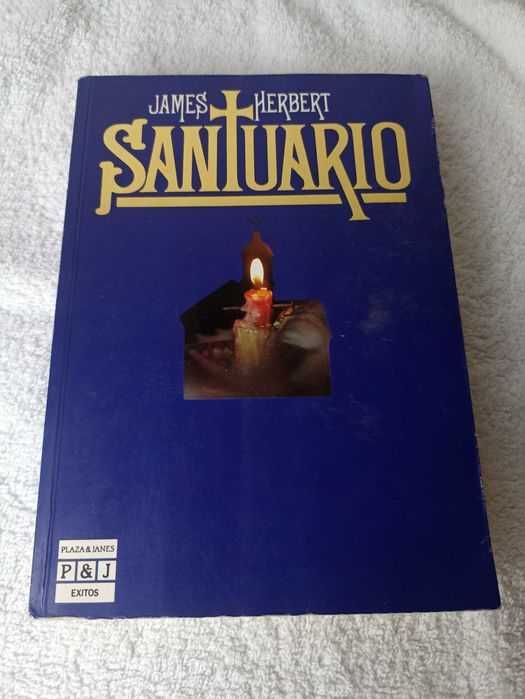 JAMES HERBERT
SANTUARIO
PLAZA & JANES
P & J
EXITOS